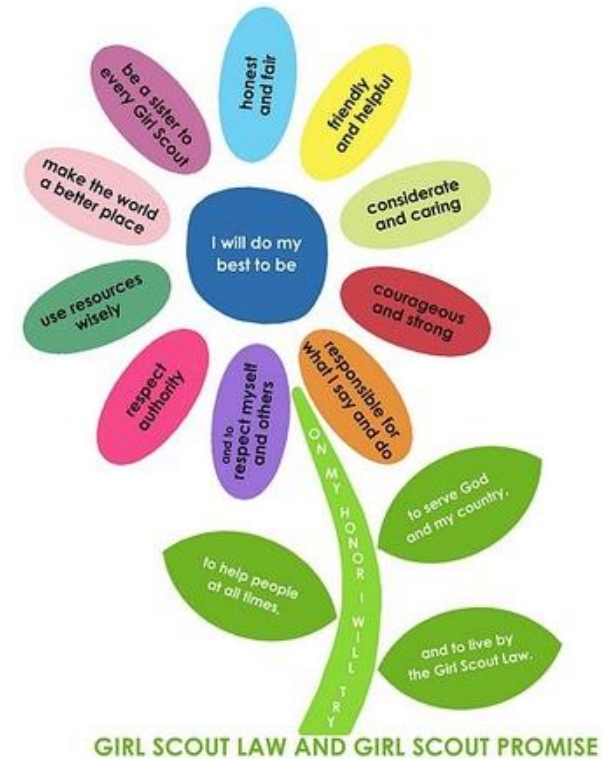 I will do my
best to be
honest
and fair
friendly
and helpful
considerate
and caring
courageous
and strong
responsible for
what I say and do
and to
respect myself
and others
respect
authority
use resources
wisely
make the world
a better place
be a sister to
every Girl Scout
ON MY HONOR I WILL TRY
to serve God
and my country,
to help people
at all times,
and to live by
the Girl Scout Law.
GIRL SCOUT LAW AND GIRL SCOUT PROMISE